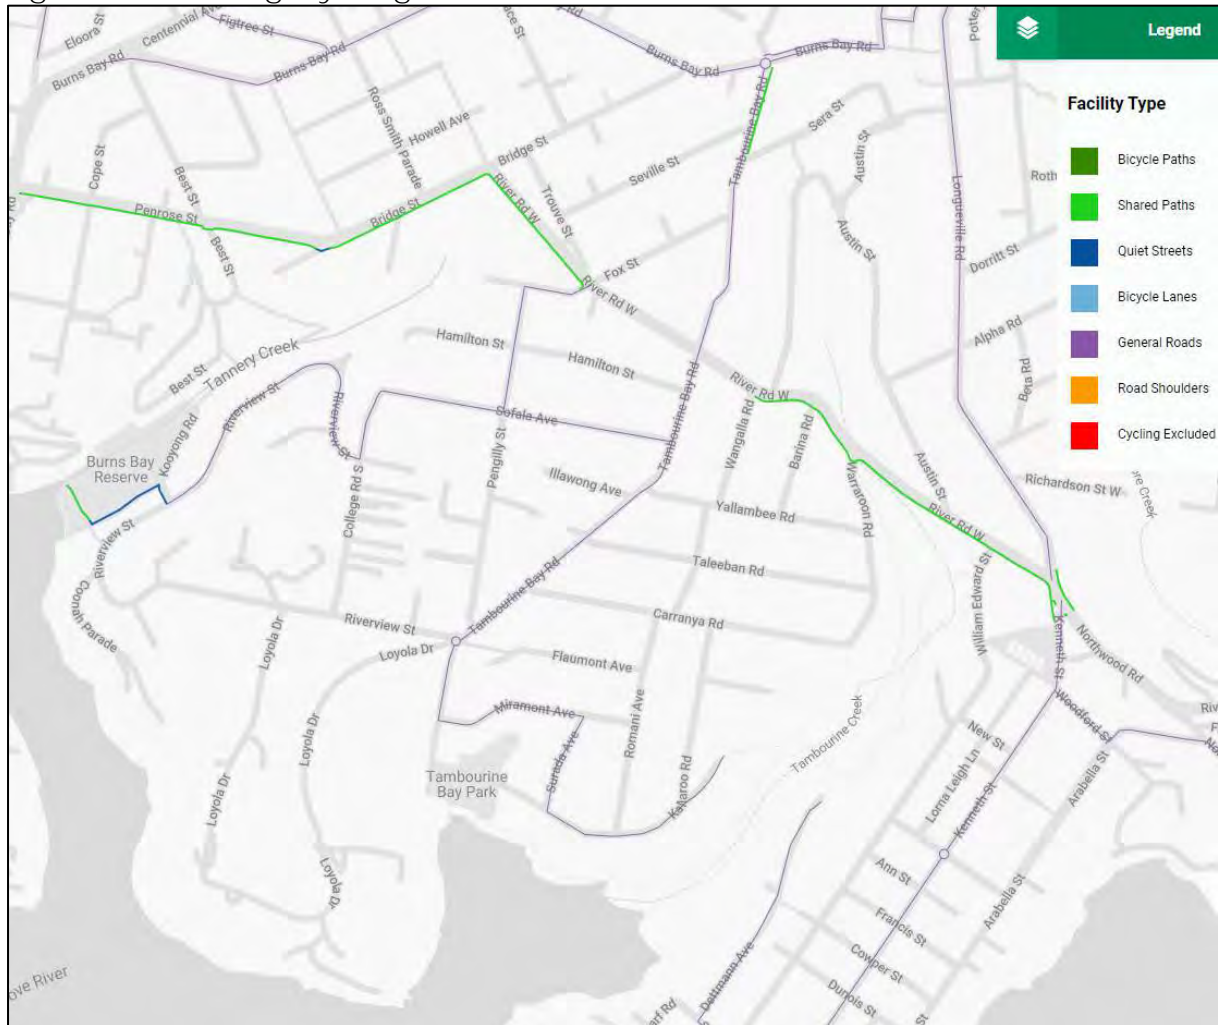 Eloora St
Centennial Av
Figtree St
Burns Bay Rd
Burns Bay Rd
Burns Bay Rd
Burns Bay Rd
Legend
Facility Type
Bicycle Paths
Shared Paths
Quiet Streets
Bicycle Lanes
General Roads
Road Shoulders
Cycling Excluded
Ross Smith Parade
Howell Ave
Bridge St
Cope St
Best St
Penrose St
Bridge St
River Rd W
Trouve St
Seville St
Tambourine Bay Rd
Sera St
Austin St
Longueville Rd
Roth
Best St
Fox St
River Rd W
Austin St
Dorritt St
Alpha Rd
Hamilton St
Hamilton St
Tannery Creek
Best St
Riverview St
Riverview St
Kooyong Rd
Burns Bay
Reserve
Sofala Ave
Tambourine Bay Rd
River Rd W
Wangalla Rd
Barina Rd
Pengilly St
College Rd S
Illawong Ave
Yallambee Rd
Warraroon Rd
Austin St
Richardson St W
River Rd W
Taleeban Rd
Riverview St
Coonah Parade
Tambourine Bay Rd
Carranya Rd
William Edward St
Kenneth St
Northwood Rd
Riverview St
Loyola Dr
Loyola Dr
Flaumont Ave
Loyola Dr
Miramont Ave
Romani Ave
Surada Ave
Woodford St
New St
Tambourine Creek
Tambourine
Bay Park
Lorna Leigh Ln
Arabella St
Kenneth St
Loyola Dr
Loyola Dr
Ann St
Arabella St
Francis St
Dettmann Ave
Cowper St
Dunois St
ove River